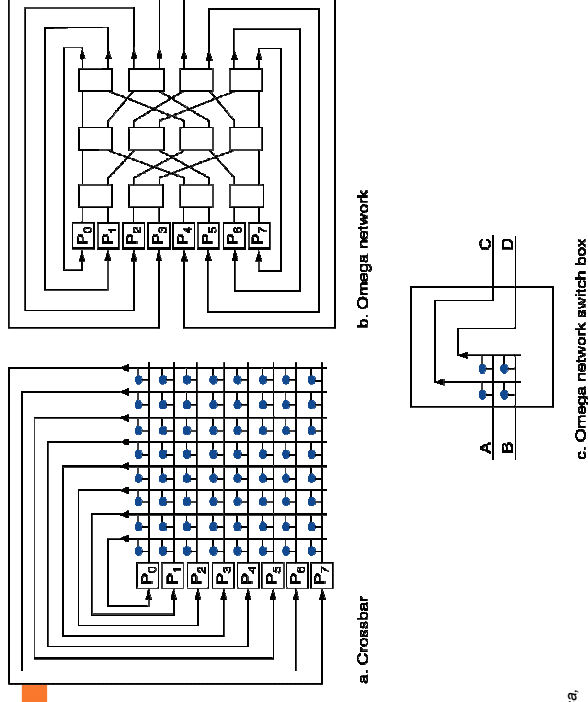 P0
P1
P2
P3
P4
P5
P6
P7
a. Crossbar
P0
P1
P2
P3
P4
P5
P6
P7
b. Omega network
A
B
C
D
c. Omega network switch box